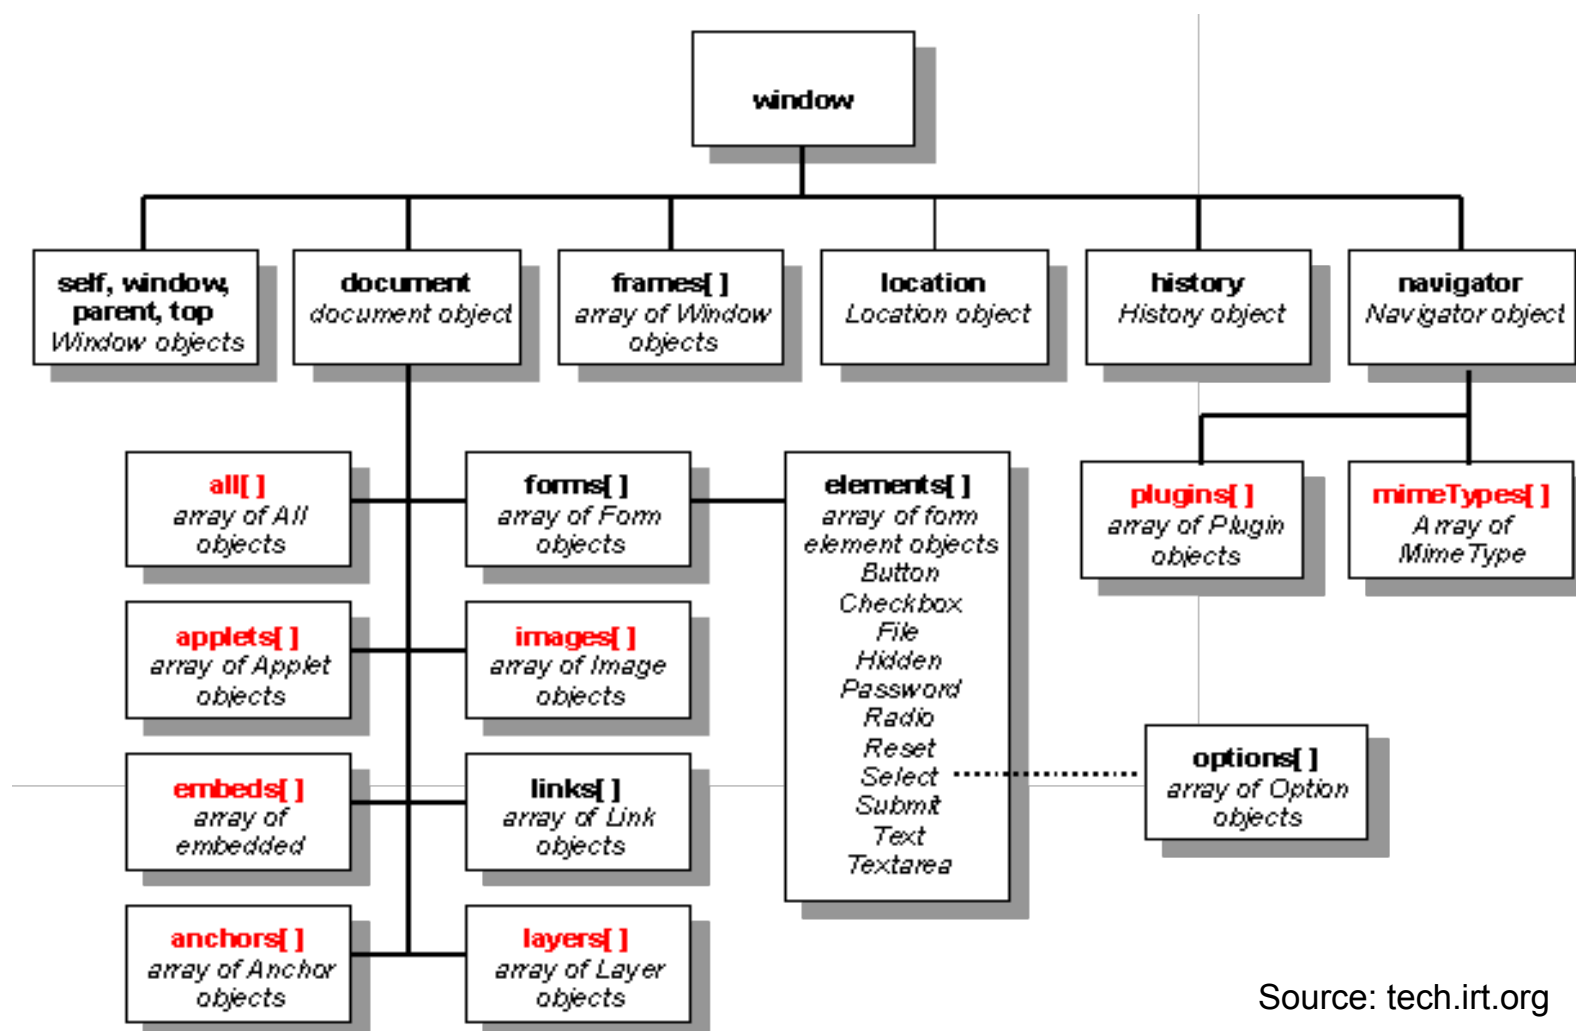 window
self, window,
parent, top
Window objects
document
document object
frames[ ]
array of Window
objects
location
Location object
history
History object
navigator
Navigator object
all[ ]
array of All
objects
forms[ ]
array of Form
objects
elements[ ]
array of form
element objects
Button
Checkbox
File
Hidden
Password
Radio
Reset
Select
Submit
Text
Textarea
plugins[ ]
array of Plugin
objects
mimeTypes[ ]
Array of
MimeType
applets[ ]
array of Applet
objects
images[ ]
array of Image
objects
options[ ]
array of Option
objects
embeds[ ]
array of
embedded
links[ ]
array of Link
objects
anchors[ ]
array of Anchor
objects
layers[ ]
array of Layer
objects
Source: tech.irt.org